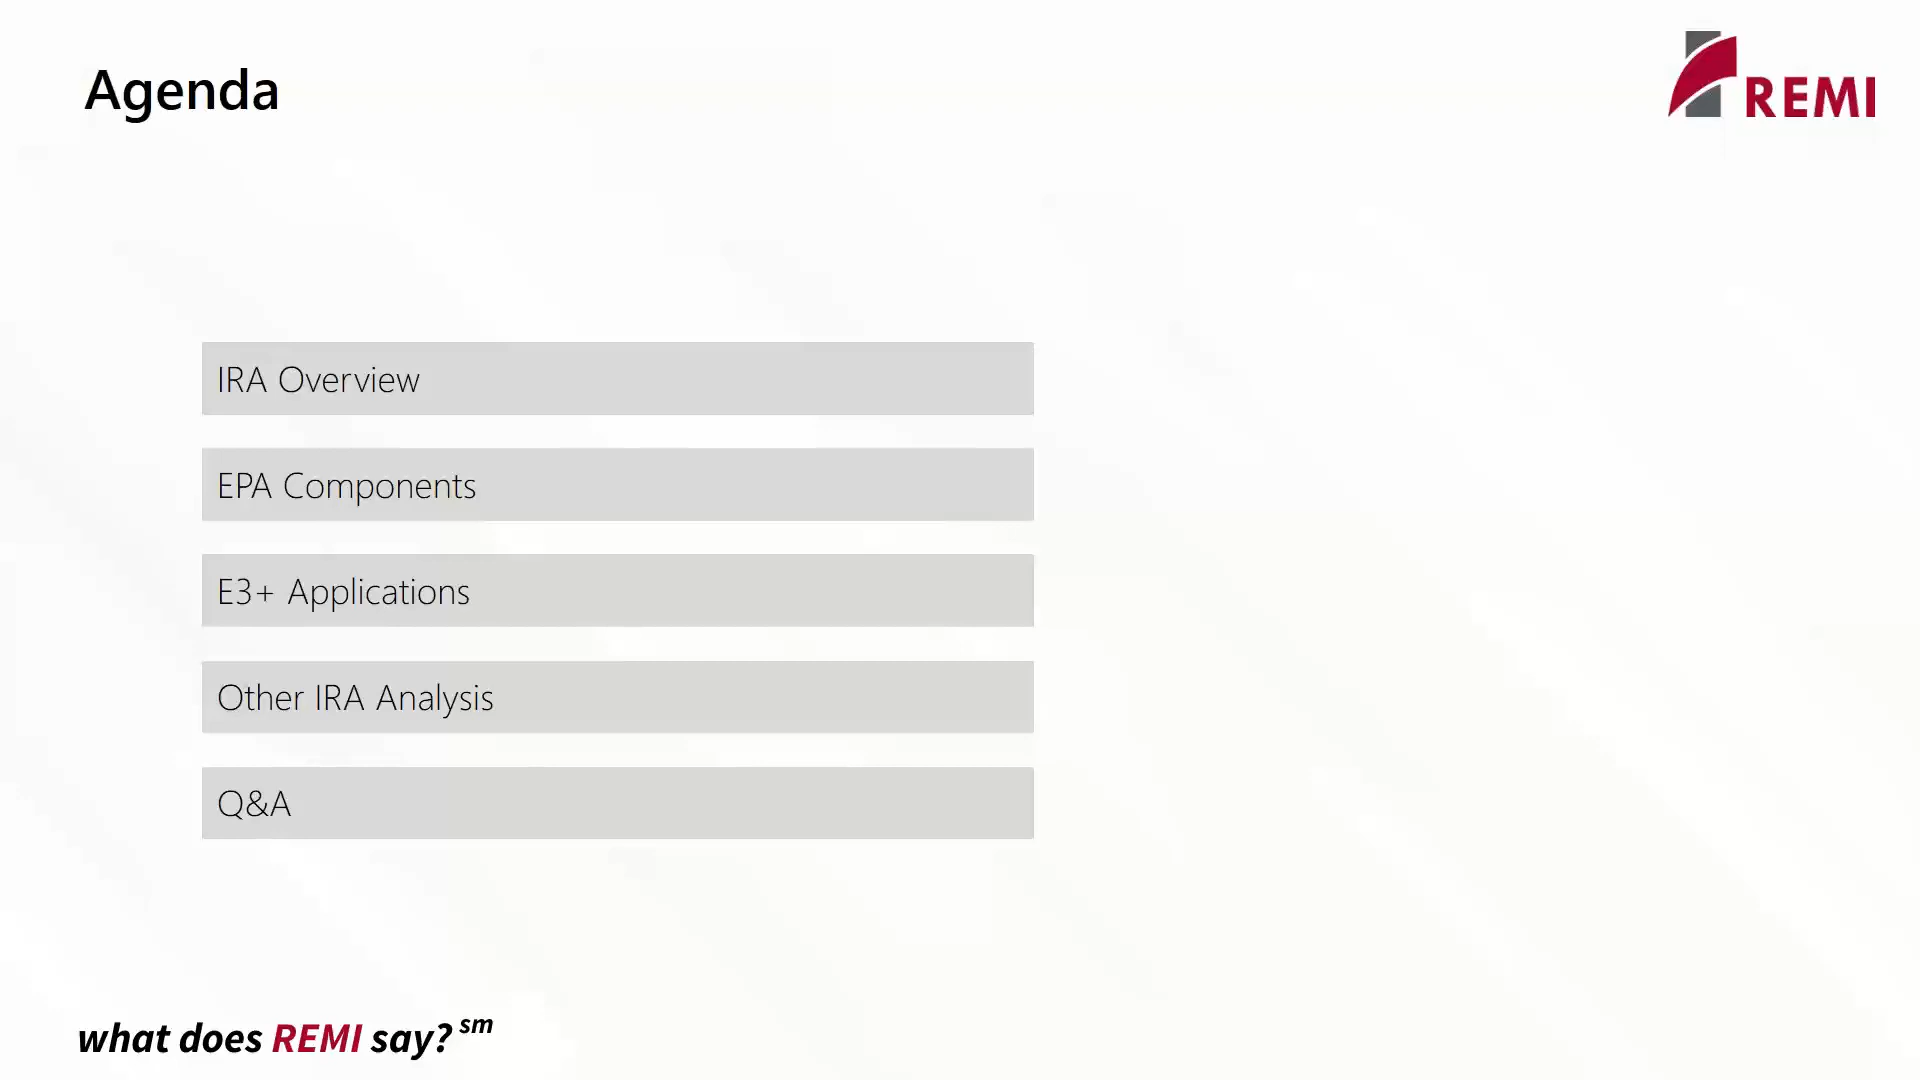 Agenda
REMI
IRA Overview
EPA Components
E3+ Applications
Other IRA Analysis
Q&A
what does REMI say? sm